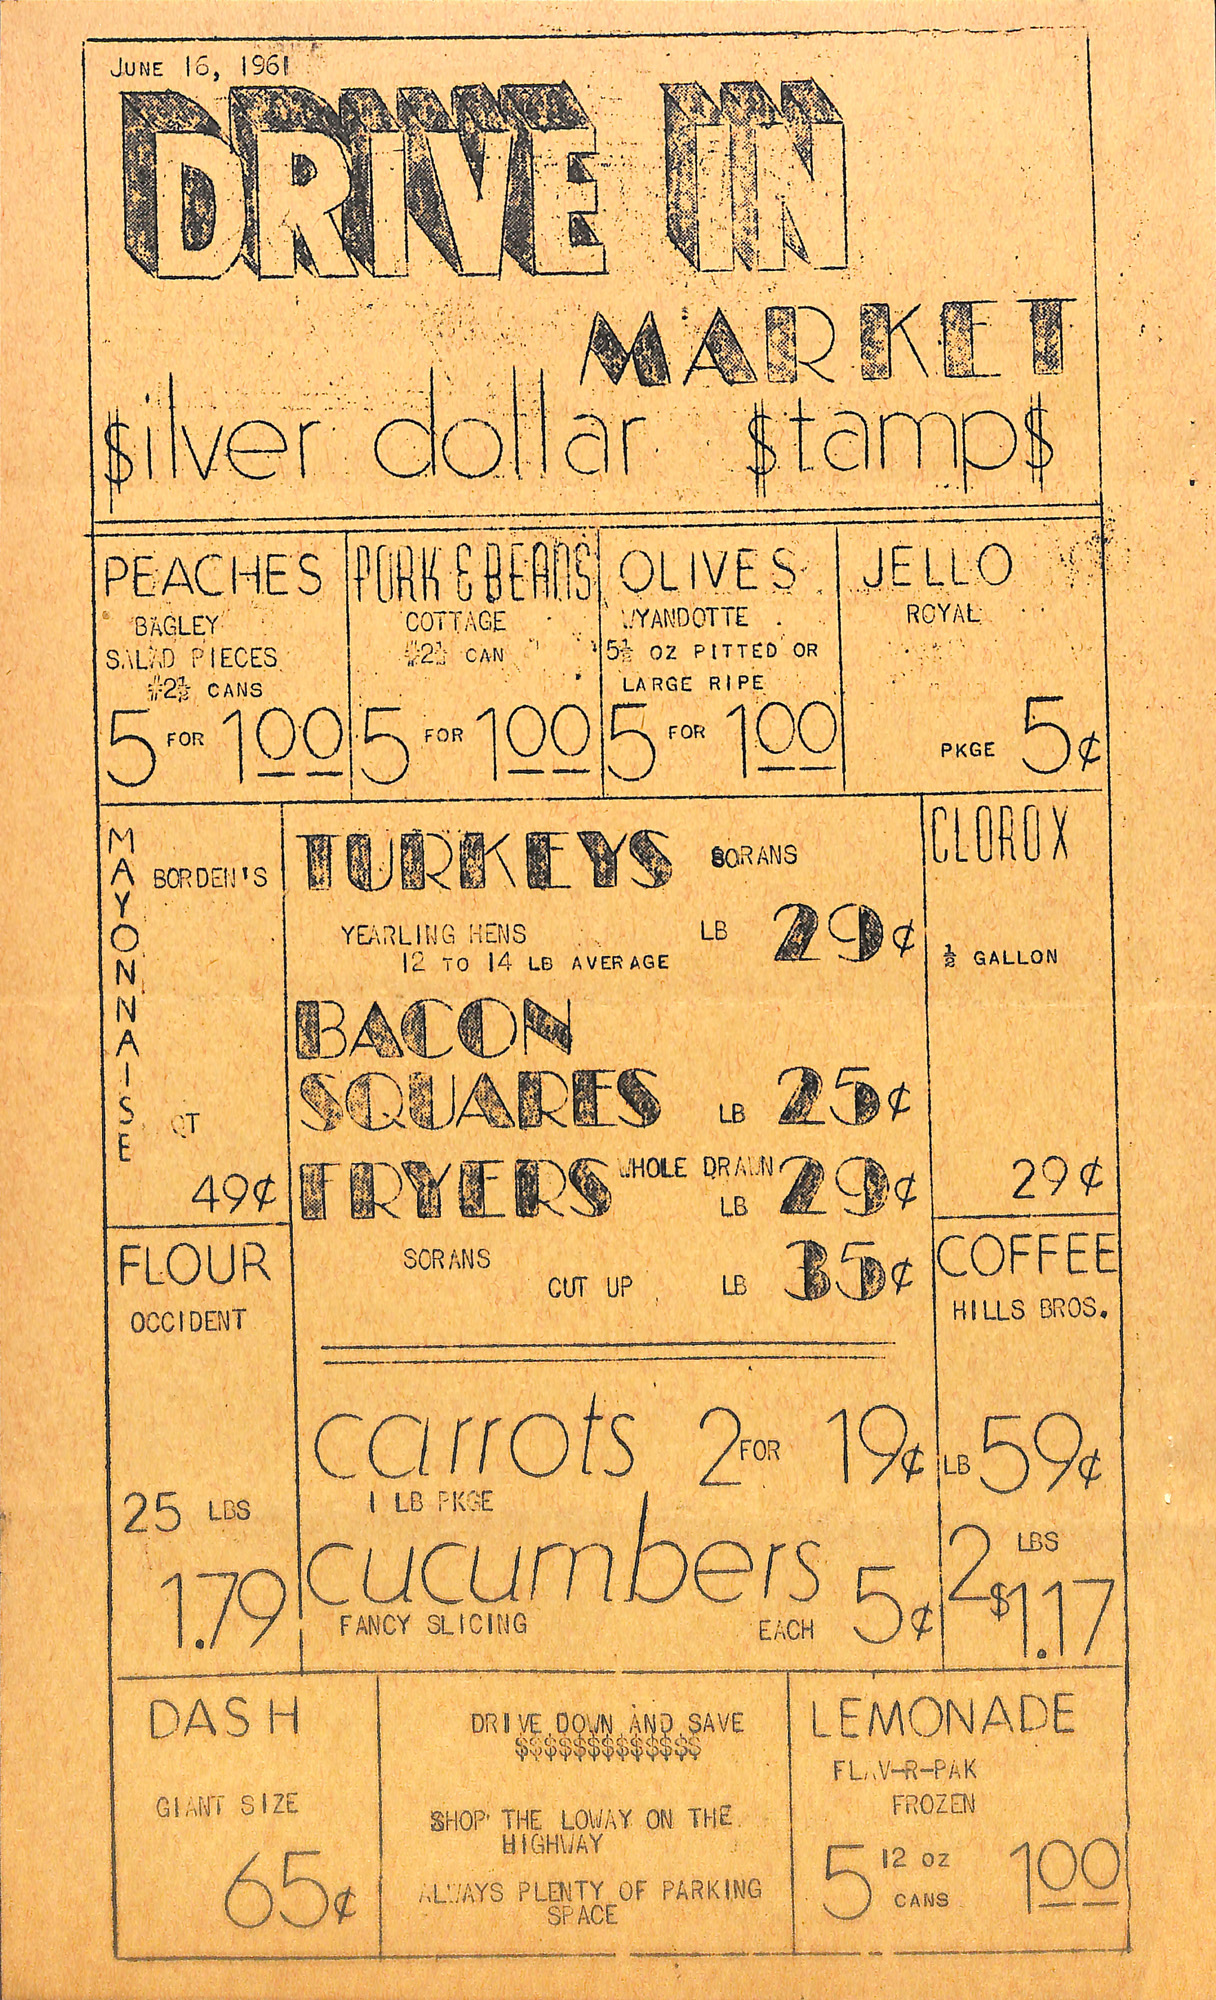 JUNE 16, 1961
DRIVE IN
MARKET
$ilver dollar $tamp$
PEACHES
BAGLEY
SALAD PIECES
#2½ CANS
5 FOR 1.00
PORK & BEANS
COTTAGE
#2½ CAN
5 FOR 1.00
OLIVES
WYANDOTTE
5½ OZ PITTED OR
LARGE RIPE
5 FOR 1.00
JELLO
ROYAL
PKGE 5¢
MAYONNAISE
BORDEN'S
QT
49¢
TURKEYS SORANS
YEARLING HENS LB 29¢
12 TO 14 LB AVERAGE
BACON
SQUARES LB 25¢
FRYERS WHOLE DRAWN LB 29¢
SORANS
CUT UP LB 35¢
CLOROX
½ GALLON
29¢
FLOUR
OCCIDENT
25 LBS
1.79
carrots 2 FOR 19¢
1 LB PKGE
cucumbers 5¢
FANCY SLICING EACH
COFFEE
HILLS BROS.
LB 59¢
2 LBS
$1.17
DASH
GIANT SIZE
65¢
DRIVE DOWN AND SAVE
$$$$$$$$$$$$$
SHOP THE LOWAY ON THE
HIGHWAY
ALWAYS PLENTY OF PARKING
SPACE
LEMONADE
FLAV-R-PAK
FROZEN
5 12 OZ CANS 1.00